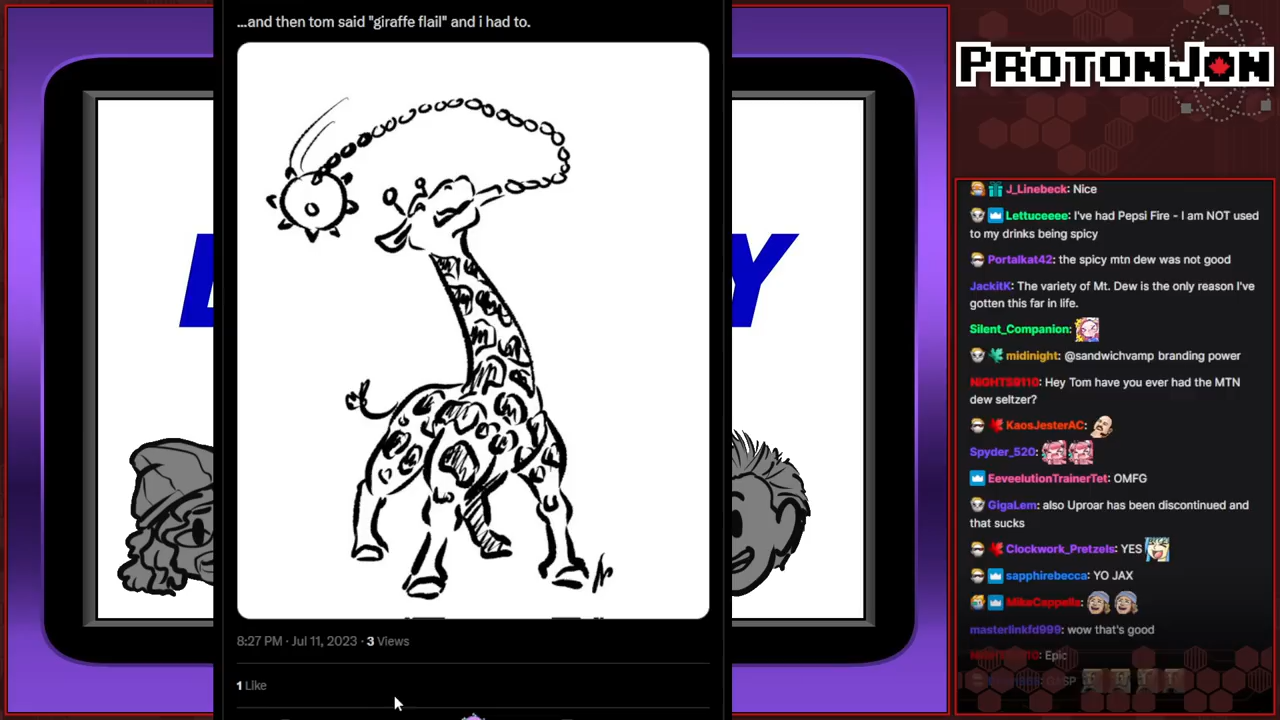 ...and then tom said "giraffe flail" and i had to.
8:27 PM · Jul 11, 2023 · 3 Views
1 Like
Y
PROTONJON
J_Linebeck: Nice
Lettuceeee: I've had Pepsi Fire - I am NOT used
to my drinks being spicy
Portalkat42: the spicy mtn dew was not good
JackitK: The variety of Mt. Dew is the only reason I've
gotten this far in life.
Silent_Companion:
midinight: @sandwichvamp branding power
NiGHTS9110: Hey Tom have you ever had the MTN
dew seltzer?
KaosJesterAC:
Spyder_520:
EeveelutionTrainerTet: OMFG
GigaLem: also Uproar has been discontinued and
that sucks
Clockwork_Pretzels: YES
sapphirebecca: YO JAX
MikeCappella:
masterlinkfd999: wow that's good
Epic